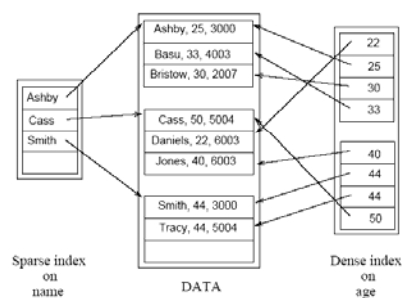 Ashby
Cass
Smith
Sparse index
on
name
Ashby, 25, 3000
Basu, 33, 4003
Bristow, 30, 2007
Cass, 50, 5004
Daniels, 22, 6003
Jones, 40, 6003
Smith, 44, 3000
Tracy, 44, 5004
DATA
22
25
30
33
40
44
44
50
Dense index
on
age